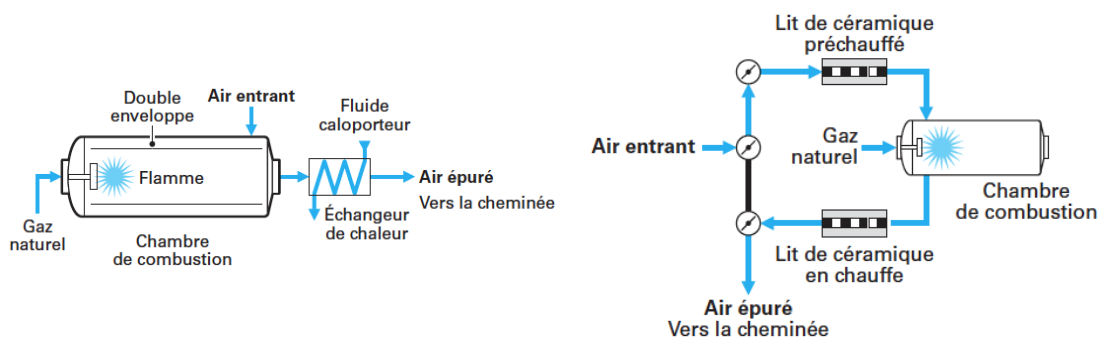 Double
enveloppe
Air entrant
Fluide
caloporteur
Flamme
Air épuré
Vers la cheminée
Gaz
naturel
Chambre
de combustion
Échangeur
de chaleur
Lit de céramique
préchauffé
Air entrant
Gaz
naturel
Chambre
de combustion
Lit de céramique
en chauffe
Air épuré
Vers la cheminée